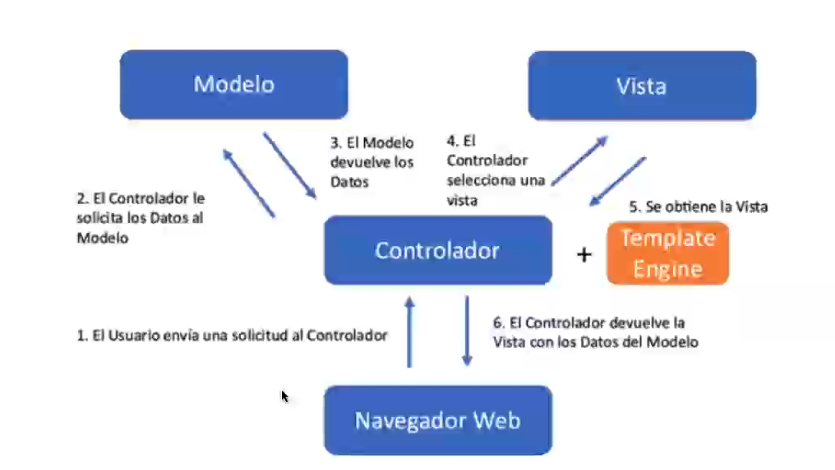 Modelo
Vista
3. El Modelo
devuelve los
Datos
4. El
Controlador
selecciona una
vista
2. El Controlador le
solicita los Datos al
Modelo
5. Se obtiene la Vista
Controlador
+
Template
Engine
1. El Usuario envía una solicitud al Controlador
6. El Controlador devuelve la
Vista con los Datos del Modelo
Navegador Web